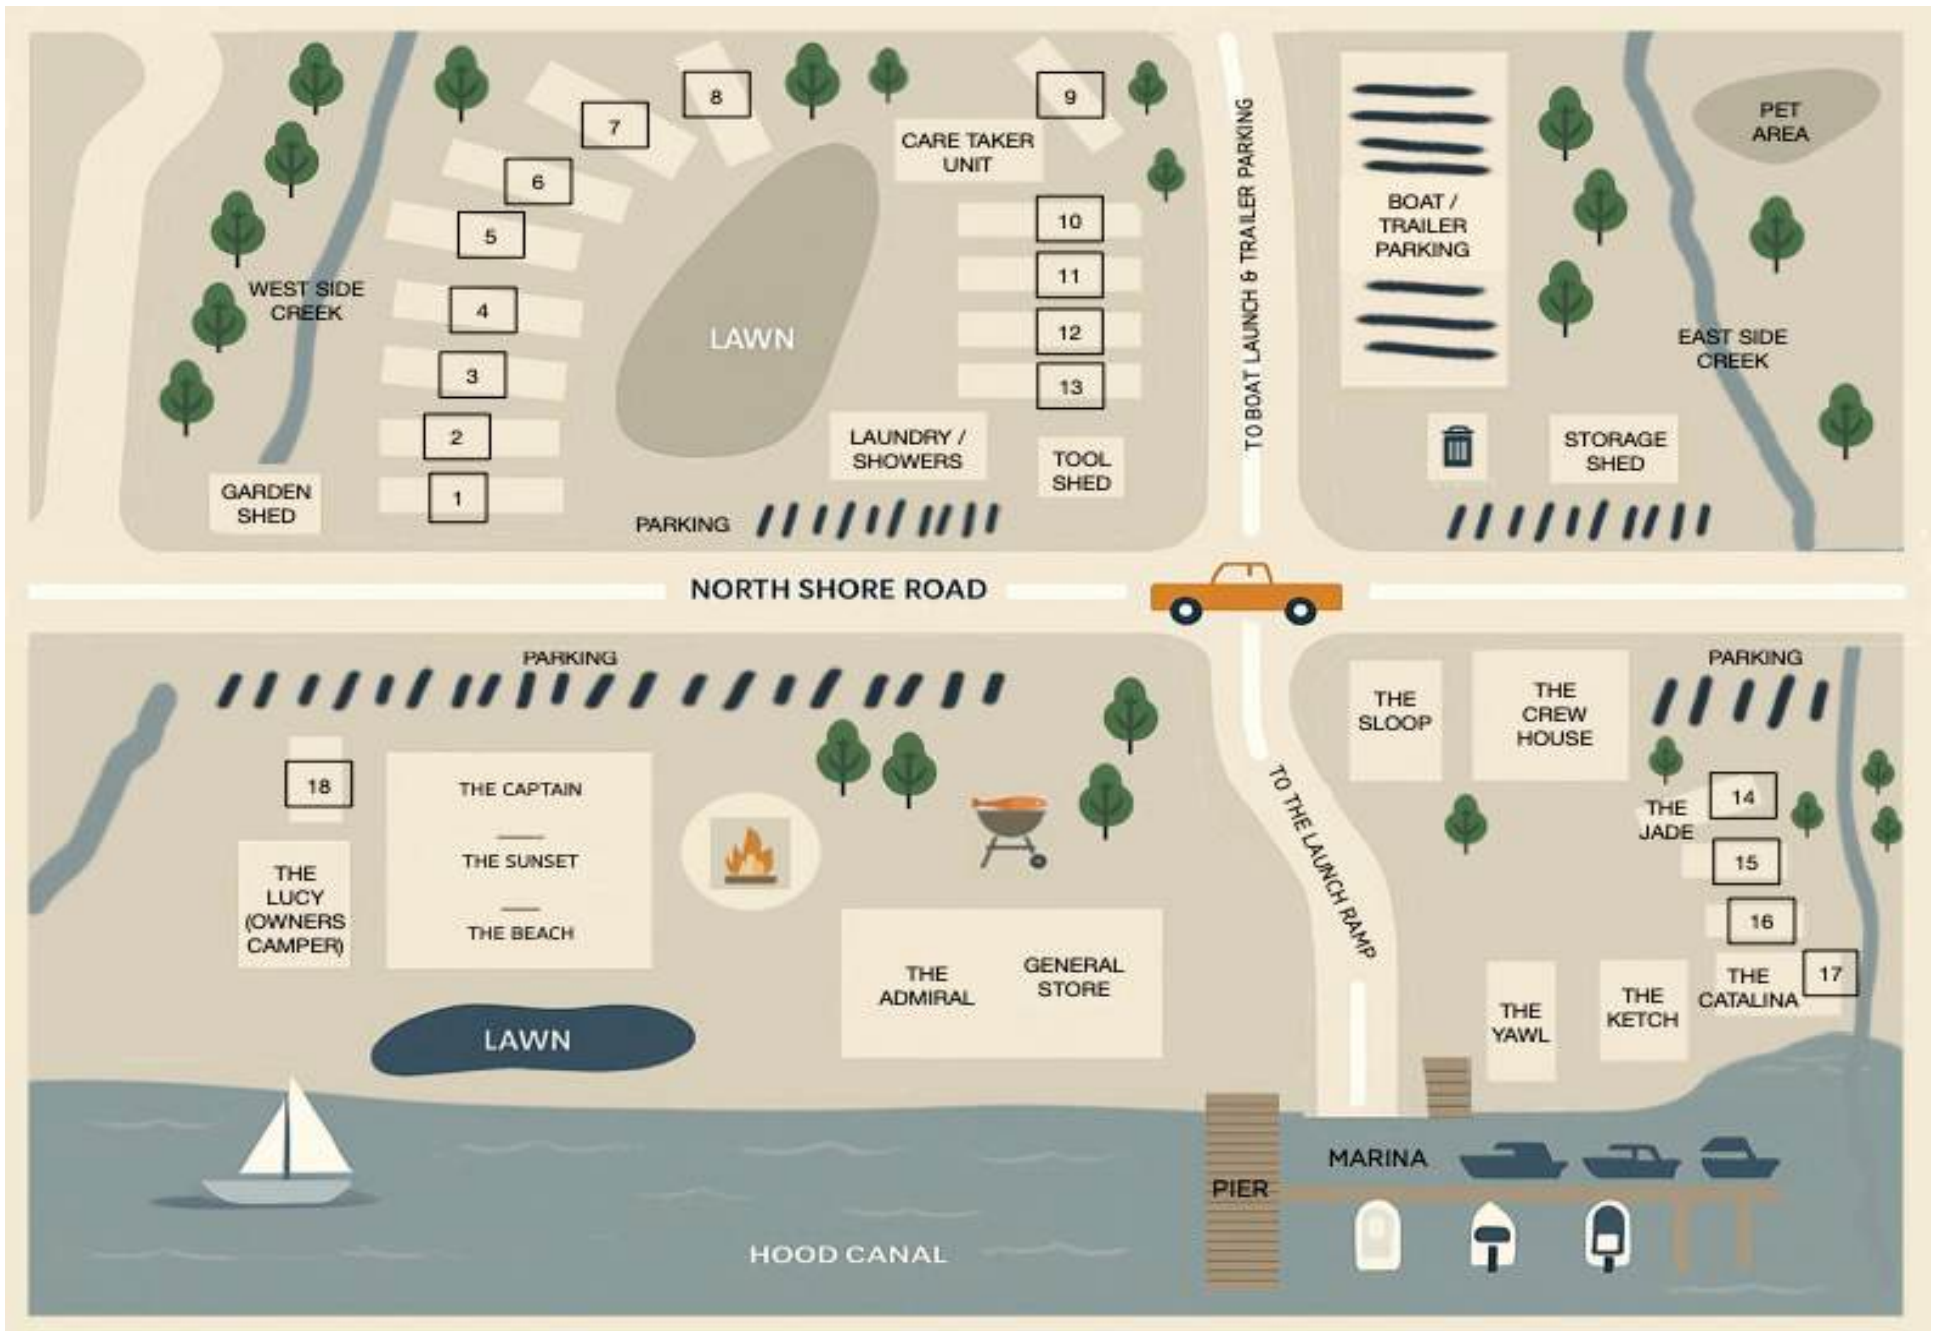 8
9
7
PET
AREA
CARE TAKER
UNIT
6
5
10
BOAT /
TRAILER
PARKING
TO BOAT LAUNCH & TRAILER PARKING
11
WEST SIDE
CREEK
4
12
LAWN
EAST SIDE
CREEK
3
13
2
LAUNDRY /
SHOWERS
TOOL
SHED
STORAGE
SHED
GARDEN
SHED
1
PARKING
NORTH SHORE ROAD
PARKING
PARKING
THE
SLOOP
THE
CREW
HOUSE
18
THE CAPTAIN
THE SUNSET
THE BEACH
THE
LUCY
(OWNERS
CAMPER)
TO THE LAUNCH RAMP
14
THE
JADE
15
16
THE
ADMIRAL
GENERAL
STORE
THE
YAWL
THE
KETCH
THE
CATALINA
17
LAWN
MARINA
PIER
HOOD CANAL